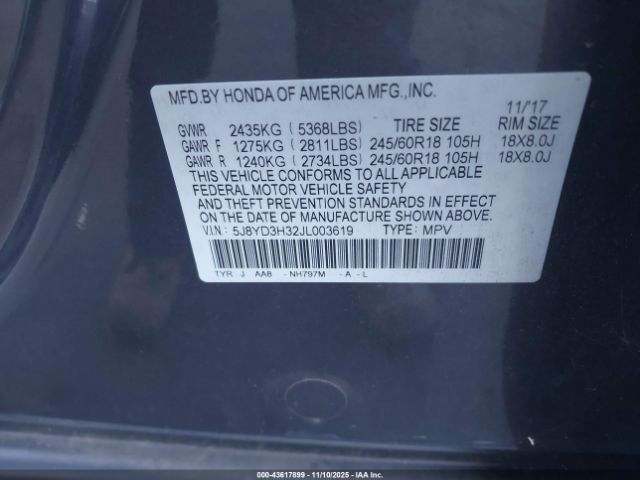 MFD.BY HONDA OF AMERICA MFG.,INC.
11/'17
GVWR 2435KG ( 5368LBS) TIRE SIZE RIM SIZE
GAWR F 1275KG ( 2811LBS) 245/60R18 105H 18X8.0J
GAWR R 1240KG ( 2734LBS) 245/60R18 105H 18X8.0J
THIS VEHICLE CONFORMS TO ALL APPLICABLE
FEDERAL MOTOR VEHICLE SAFETY
AND THEFT PREVENTION STANDARDS IN EFFECT
ON THE DATE OF MANUFACTURE SHOWN ABOVE.
V.I.N: 5J8YD3H32JL003619 TYPE: MPV
TYR J AA8 -NH797M -A -L
000-43617899 - 11/10/2025 - IAA Inc.